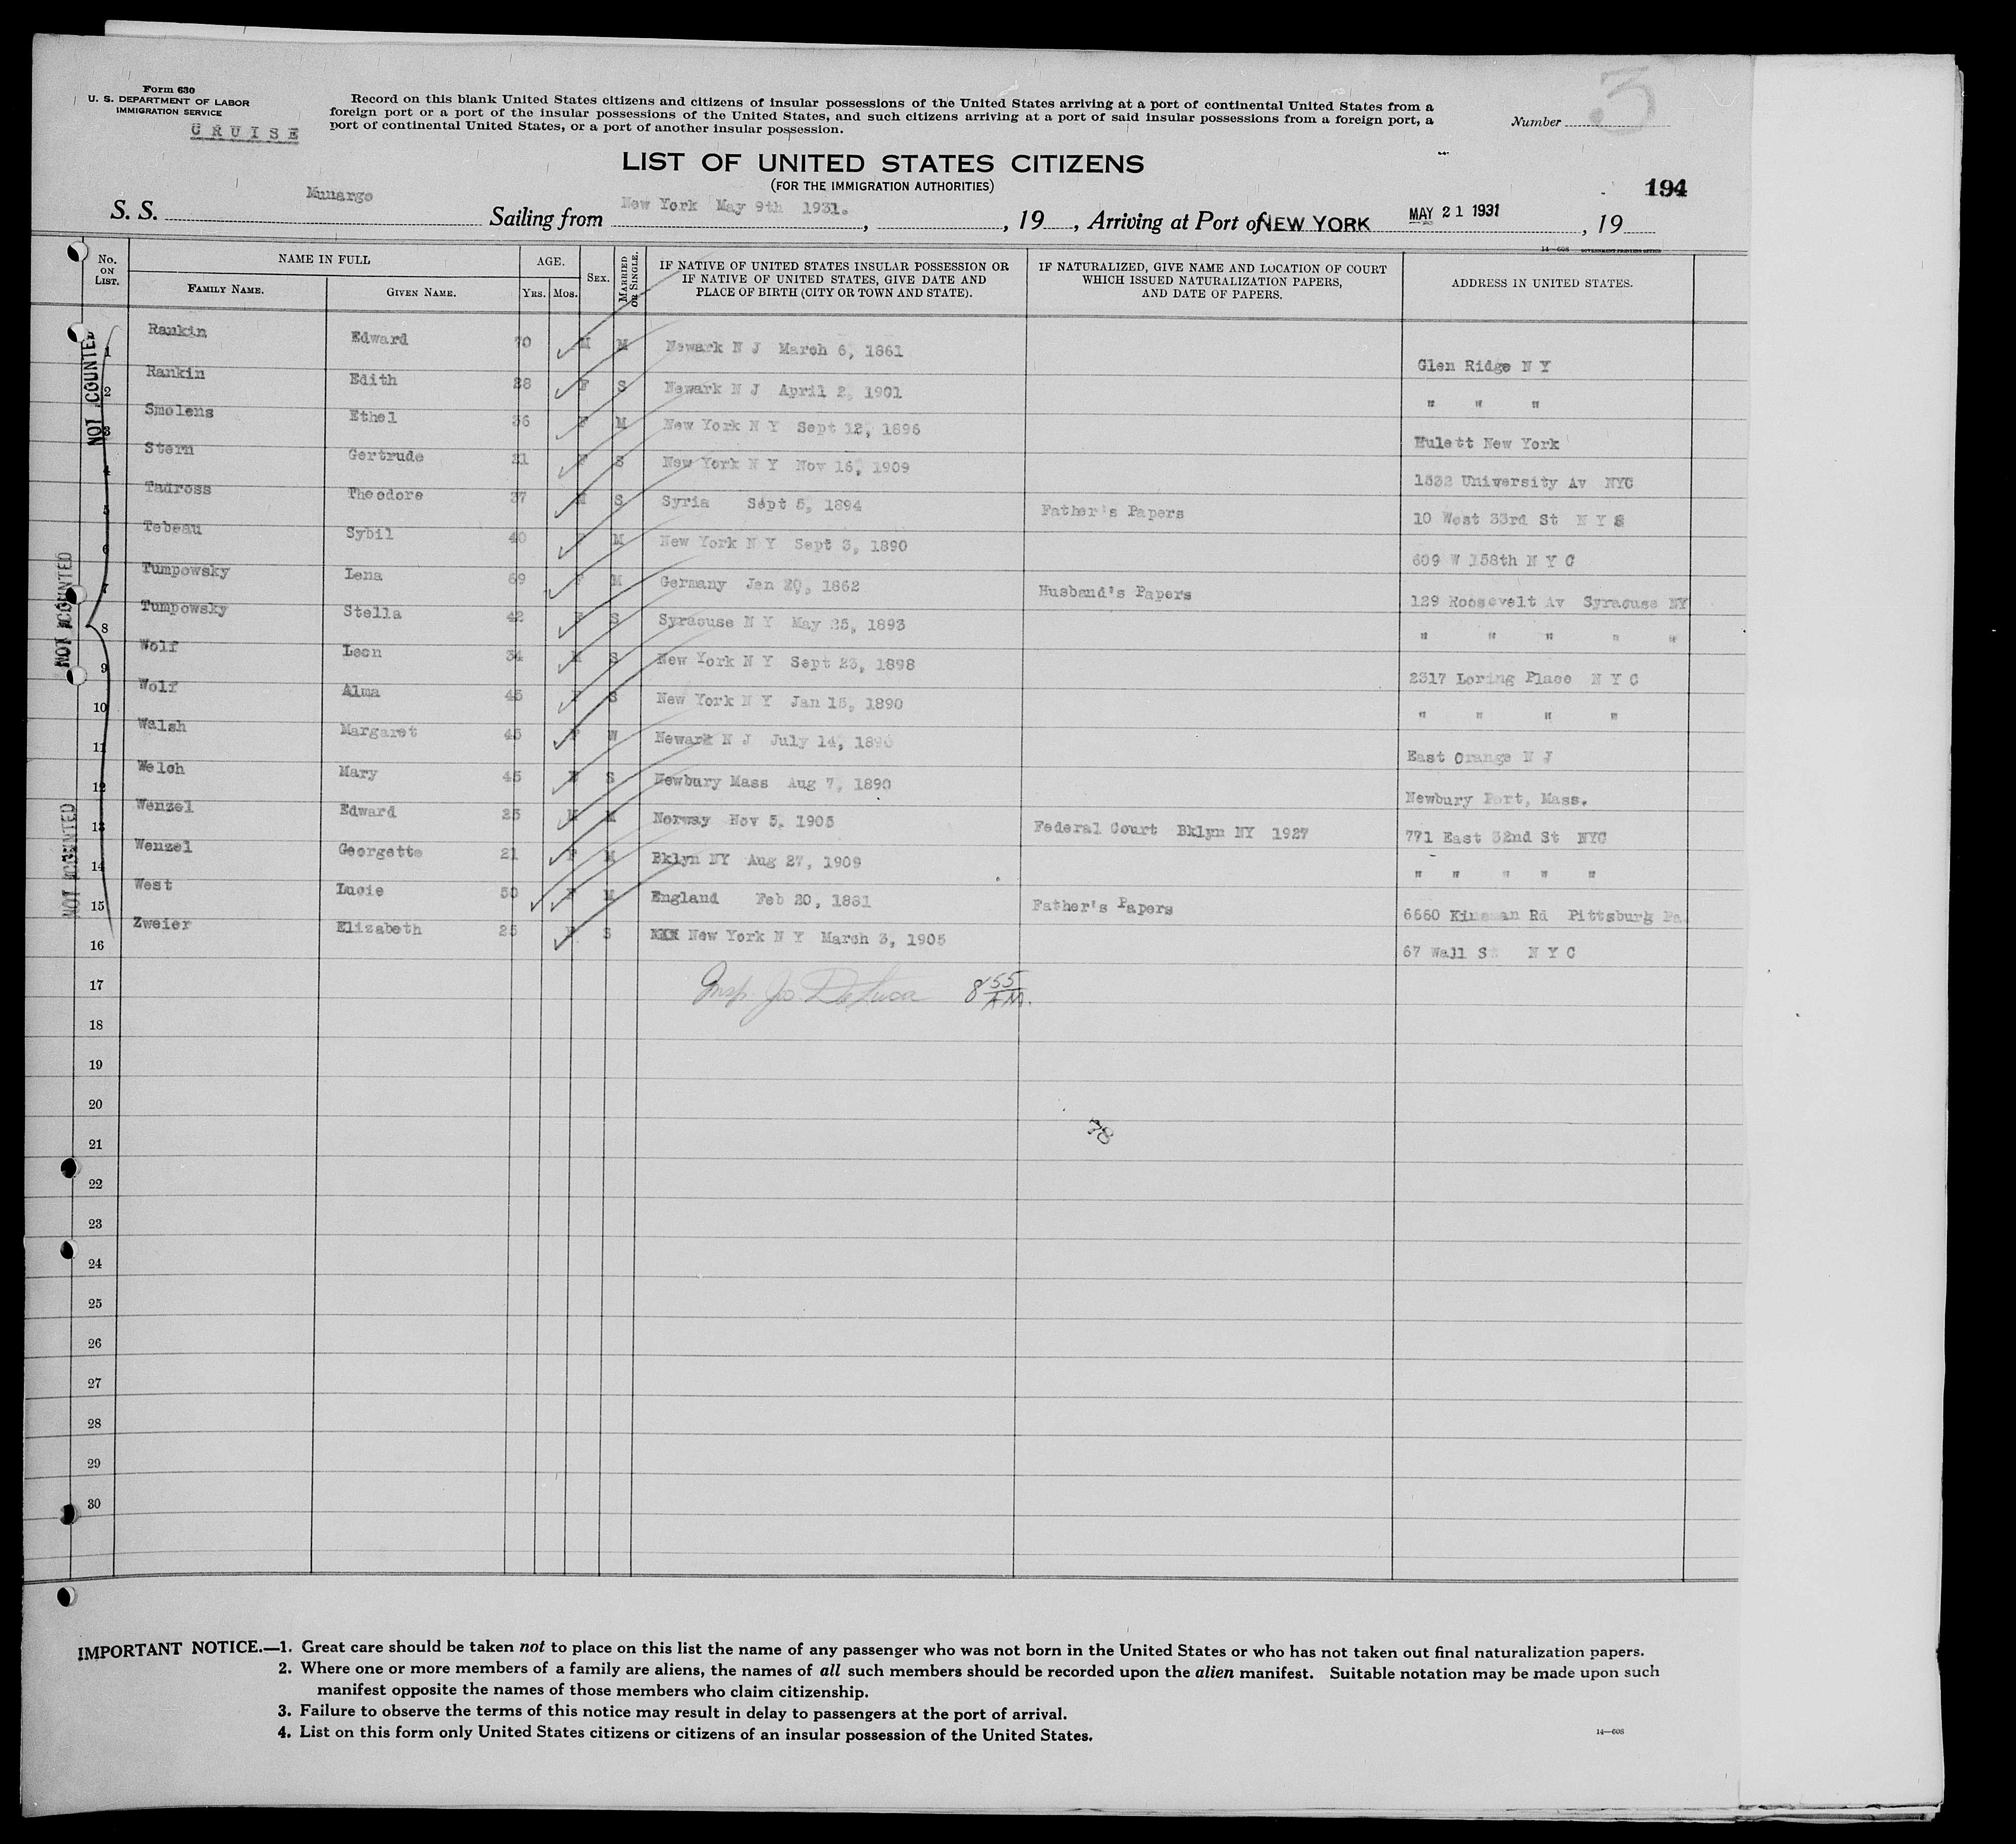 Form 630
U. S. DEPARTMENT OF LABOR
IMMIGRATION SERVICE
CRUISE
Record on this blank United States citizens and citizens of insular possessions of the United States arriving at a port of continental United States from a
foreign port or a port of the insular possessions of the United States, and such citizens arriving at a port of said insular possessions from a foreign port, a
port of continental United States, or a port of another insular possession.
Number 3
LIST OF UNITED STATES CITIZENS
(FOR THE IMMIGRATION AUTHORITIES)
194
S. S. Munargo Sailing from New York May 9th 1931. , , 19 , Arriving at Port of NEW YORK MAY 21 1931 , 19
14—608 GOVERNMENT PRINTING OFFICE
No. ON LIST. NAME IN FULL AGE. SEX. MARRIED OR SINGLE. IF NATIVE OF UNITED STATES INSULAR POSSESSION OR IF NATIVE OF UNITED STATES, GIVE DATE AND PLACE OF BIRTH (CITY OR TOWN AND STATE). IF NATURALIZED, GIVE NAME AND LOCATION OF COURT WHICH ISSUED NATURALIZATION PAPERS, AND DATE OF PAPERS. ADDRESS IN UNITED STATES.
FAMILY NAME. GIVEN NAME. YRS. MOS.
NOT COUNTED
NOT COUNTED
NOT COUNTED
1 Rankin Edward 70 M M Newark N J March 6, 1861 Glen Ridge N Y
2 Rankin Edith 28 F S Newark N J April 2, 1901 " " "
3 Smolens Ethel 36 F M New York N Y Sept 12, 1896 Hulett New York
4 Stern Gertrude 21 F S New York N Y Nov 16, 1909 1532 University Av NYC
5 Tadross Theodore 37 M S Syria Sept 5, 1894 Father's Papers 10 West 33rd St N Y
6 Tebeau Sybil 40 F M New York N Y Sept 3, 1890 609 W 158th N Y C
7 Tumpowsky Lena 69 F M Germany Jan 20, 1862 Husband's Papers 129 Roosevelt Av Syracuse NY
8 Tumpowsky Stella 42 F S Syracuse N Y May 25, 1893 " " " " "
9 Wolf Leon 34 M S New York N Y Sept 23, 1898 2317 Loring Place N Y C
10 Wolf Alma 45 F S New York N Y Jan 15, 1890 " " " "
11 Walsh Margaret 45 F W Newark N J July 14, East Orange N J
12 Welch Mary 45 F S Newbury Mass Aug 7, 1890 Newbury Port, Mass.
13 Wenzel Edward 25 M M Norway Nov 5, 1905 Federal Court Bklyn NY 1927 771 East 32nd St NYC
14 Wenzel Georgette 21 F M Bklyn NY Aug 27, 1909 " " " " "
15 West Lucie 50 F M England Feb 20, 1881 Father's Papers 6660 Kinsman Rd Pittsburg Pa
16 Zweier Elizabeth 26 F S XXX New York N Y March 3, 1905 67 Wall St N Y C
17 Insp. Jo DeLuca 8 55 A.M.
18
19
20
21
78
22
23
24
25
26
27
28
29
30
IMPORTANT NOTICE.—1. Great care should be taken not to place on this list the name of any passenger who was not born in the United States or who has not taken out final naturalization papers.
2. Where one or more members of a family are aliens, the names of all such members should be recorded upon the alien manifest. Suitable notation may be made upon such
manifest opposite the names of those members who claim citizenship.
3. Failure to observe the terms of this notice may result in delay to passengers at the port of arrival.
4. List on this form only United States citizens or citizens of an insular possession of the United States.
14—608